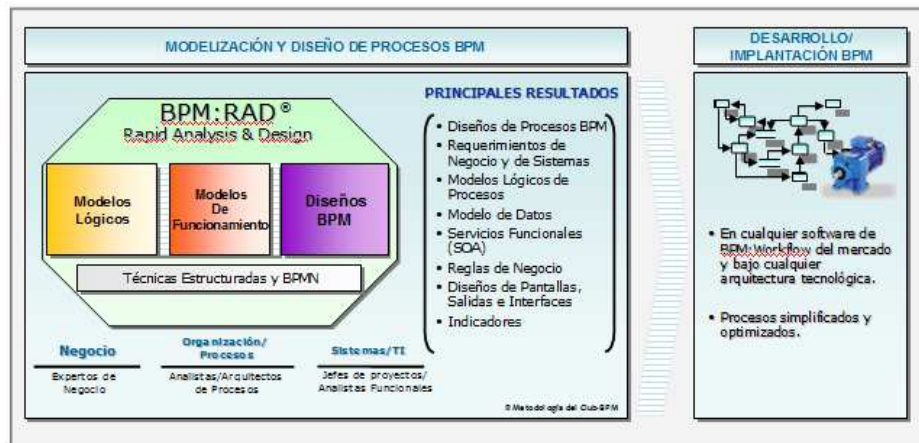 MODELIZACIÓN Y DISEÑO DE PROCESOS BPM
BPM:RAD®
Rapid Analysis & Design
Modelos
Lógicos
Modelos
De
Funcionamiento
Diseños
BPM
Técnicas Estructuradas y BPMN
Negocio
Expertos de
Negocio
Organización/
Procesos
Analistas/Arquitectos
de Procesos
Sistemas/TI
Jefes de proyectos/
Analistas Funcionales
PRINCIPALES RESULTADOS
• Diseños de Procesos BPM
• Requerimientos de
Negocio y de Sistemas
• Modelos Lógicos de
Procesos
• Modelo de Datos
• Servicios Funcionales
(SOA)
• Reglas de Negocio
• Diseños de Pantallas,
Salidas e Interfaces
• Indicadores
© Metodología del Club-BPM
DESARROLLO/
IMPLANTACIÓN BPM
• En cualquier software de
BPM:Workflow del mercado
y bajo cualquier
arquitectura tecnológica.
• Procesos simplificados y
optimizados.